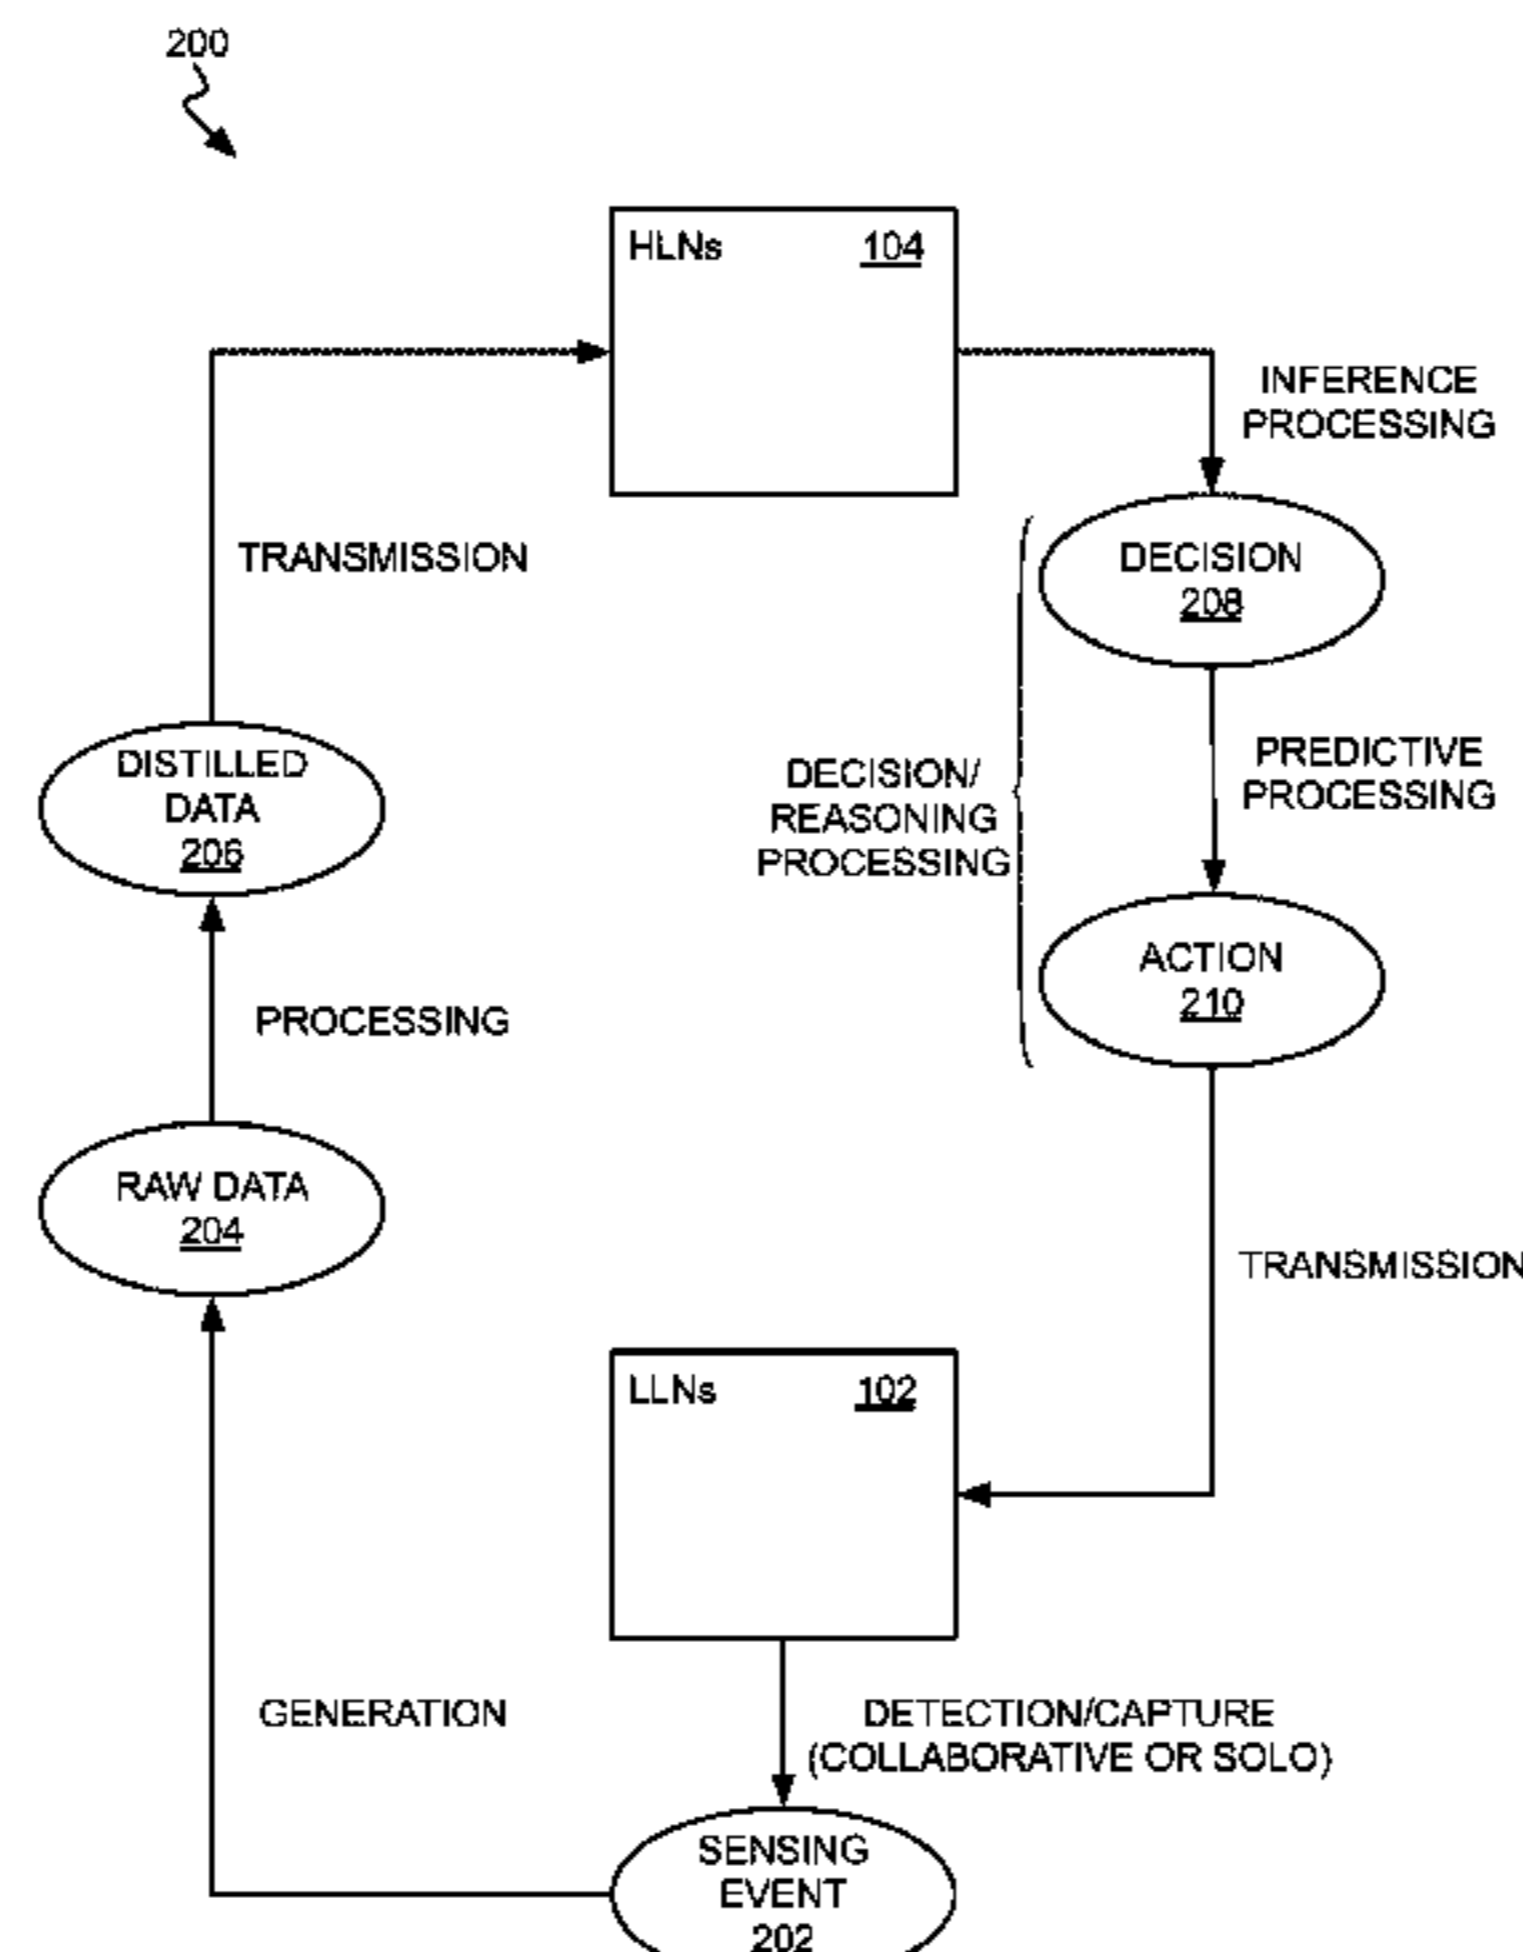 200
HLNs 104
INFERENCE
PROCESSING
TRANSMISSION
DECISION
208
DISTILLED
DATA
206
DECISION/
REASONING
PROCESSING
PREDICTIVE
PROCESSING
ACTION
210
PROCESSING
RAW DATA
204
TRANSMISSION
LLNs 102
GENERATION
DETECTION/CAPTURE
(COLLABORATIVE OR SOLO)
SENSING
EVENT
202